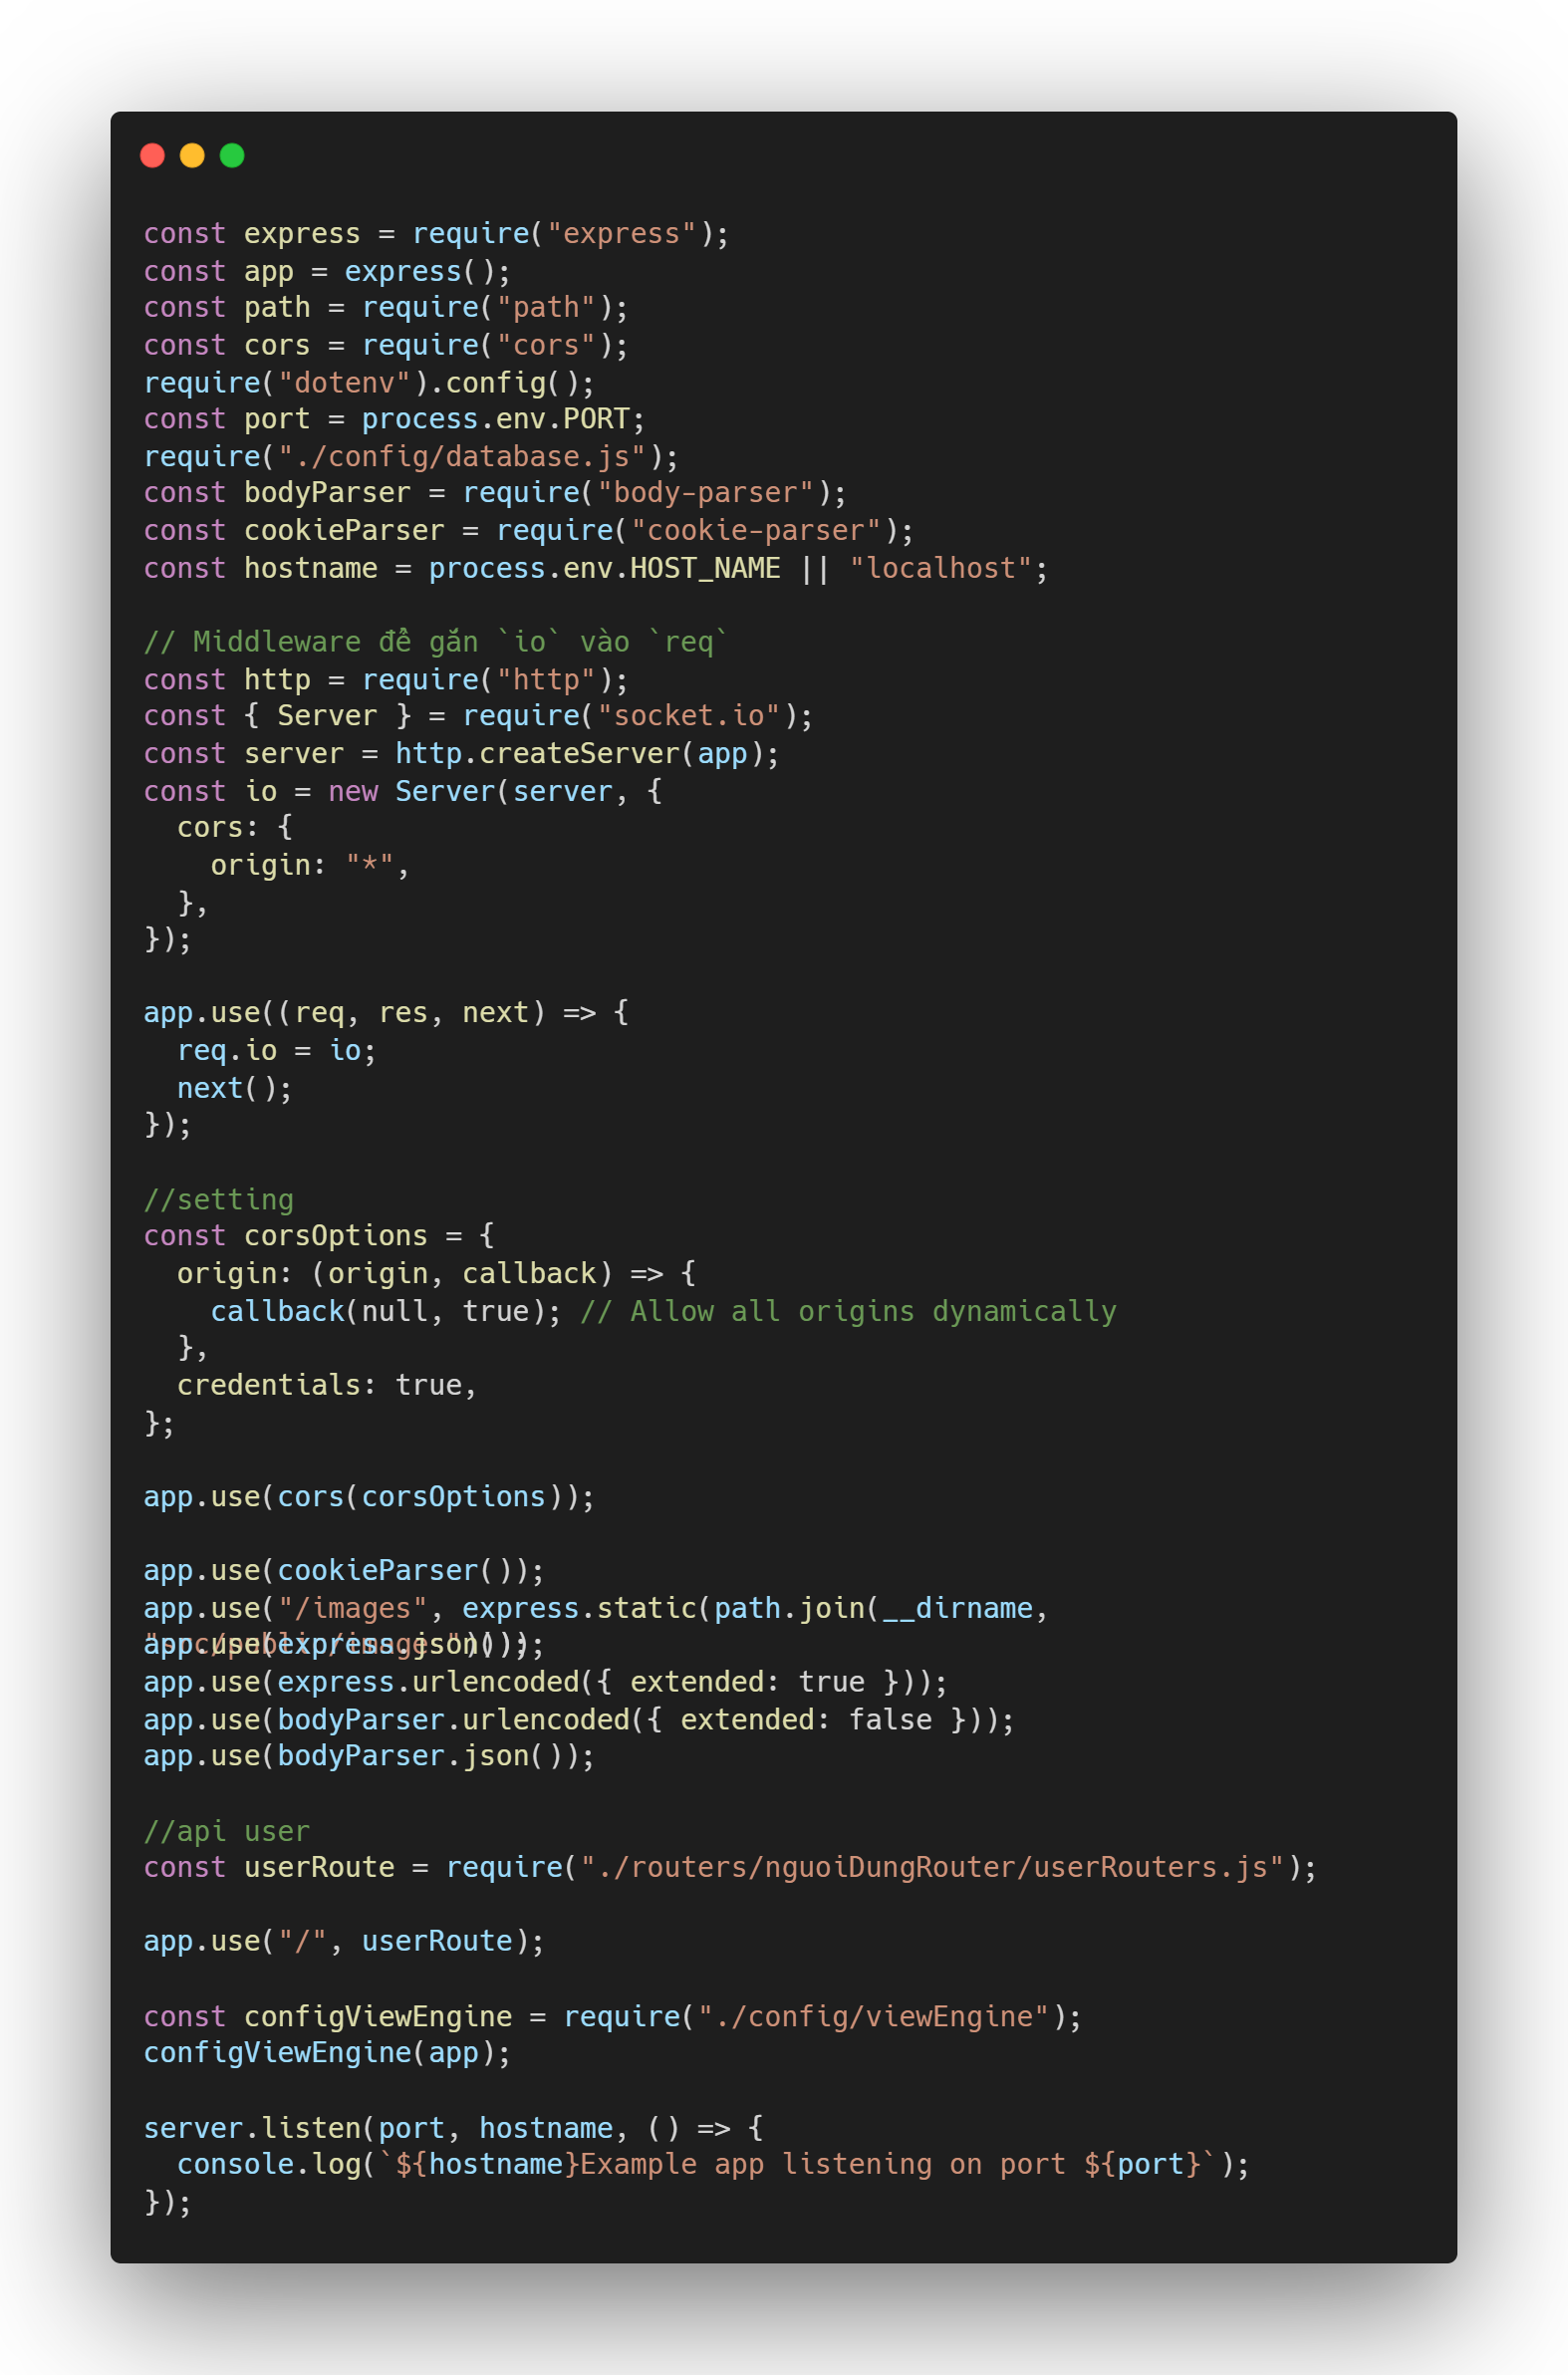 const express = require("express");
const app = express();
const path = require("path");
const cors = require("cors");
require("dotenv").config();
const port = process.env.PORT;
require("./config/database.js");
const bodyParser = require("body-parser");
const cookieParser = require("cookie-parser");
const hostname = process.env.HOST_NAME || "localhost";

// Middleware để gắn `io` vào `req`
const http = require("http");
const { Server } = require("socket.io");
const server = http.createServer(app);
const io = new Server(server, {
  cors: {
    origin: "*",
  },
});

app.use((req, res, next) => {
  req.io = io;
  next();
});

//setting
const corsOptions = {
  origin: (origin, callback) => {
    callback(null, true); // Allow all origins dynamically
  },
  credentials: true,
};

app.use(cors(corsOptions));

app.use(cookieParser());
app.use("/images", express.static(path.join(__dirname,
"src/public/images")));
app.use(express.json());
app.use(express.urlencoded({ extended: true }));
app.use(bodyParser.urlencoded({ extended: false }));
app.use(bodyParser.json());

//api user
const userRoute = require("./routers/nguoiDungRouter/userRouters.js");

app.use("/", userRoute);

const configViewEngine = require("./config/viewEngine");
configViewEngine(app);

server.listen(port, hostname, () => {
  console.log(`${hostname}Example app listening on port ${port}`);
});